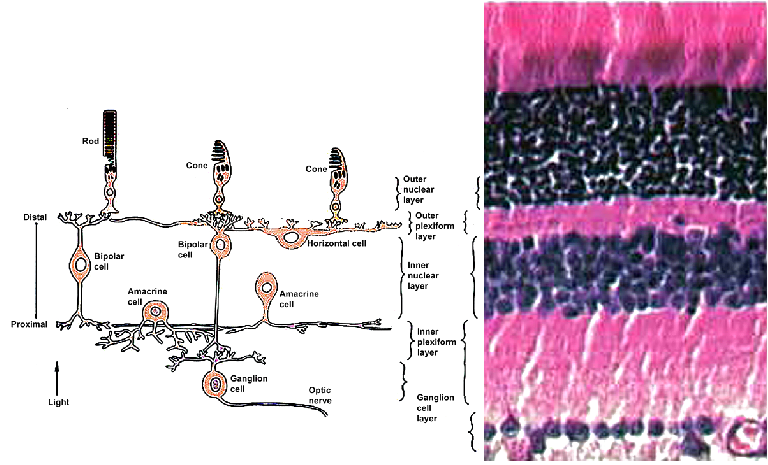 Rod
Cone
Cone
Outer
nuclear
layer
Distal
Outer
plexiform
layer
Bipolar
cell
Horizontal cell
Bipolar
cell
Inner
nuclear
layer
Amacrine
cell
Amacrine
cell
Proximal
Inner
plexiform
layer
Light
Ganglion
cell
Optic
nerve
Ganglion
cell
layer